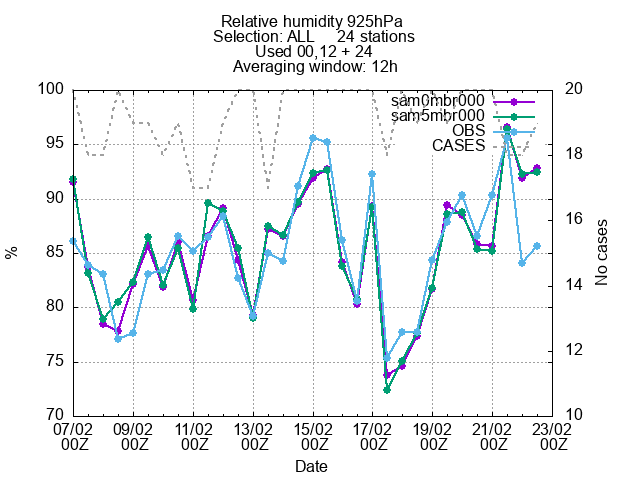 Relative humidity 925hPa
Selection: ALL 24 stations
Used 00,12 + 24
Averaging window: 12h
sam0mbr000
sam5mbr000
OBS
CASES
100
95
90
85
80
75
70
%
20
18
16
14
12
10
No cases
07/02 09/02 11/02 13/02 15/02 17/02 19/02 21/02 23/02
00Z 00Z 00Z 00Z 00Z 00Z 00Z 00Z 00Z
Date